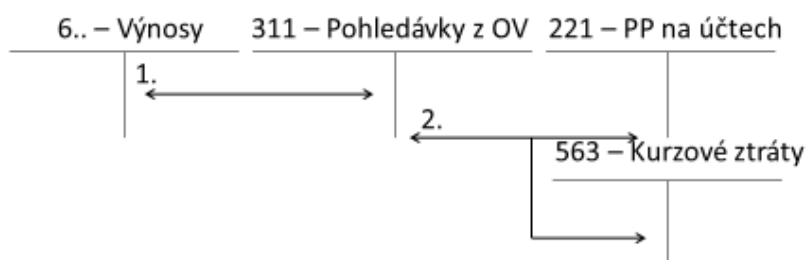 6.. – Výnosy 311 – Pohledávky z OV 221 – PP na účtech
1.
2.
563 – Kurzové ztráty